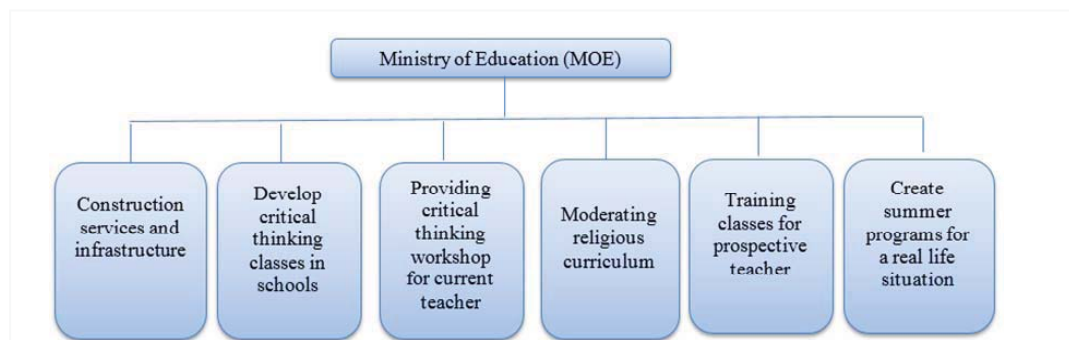 Ministry of Education (MOE)
Construction
services and
infrastructure
Develop
critical
thinking
classes in
schools
Providing
critical
thinking
workshop
for current
teacher
Moderating
religious
curriculum
Training
classes for
prospective
teacher
Create
summer
programs for
a real life
situation